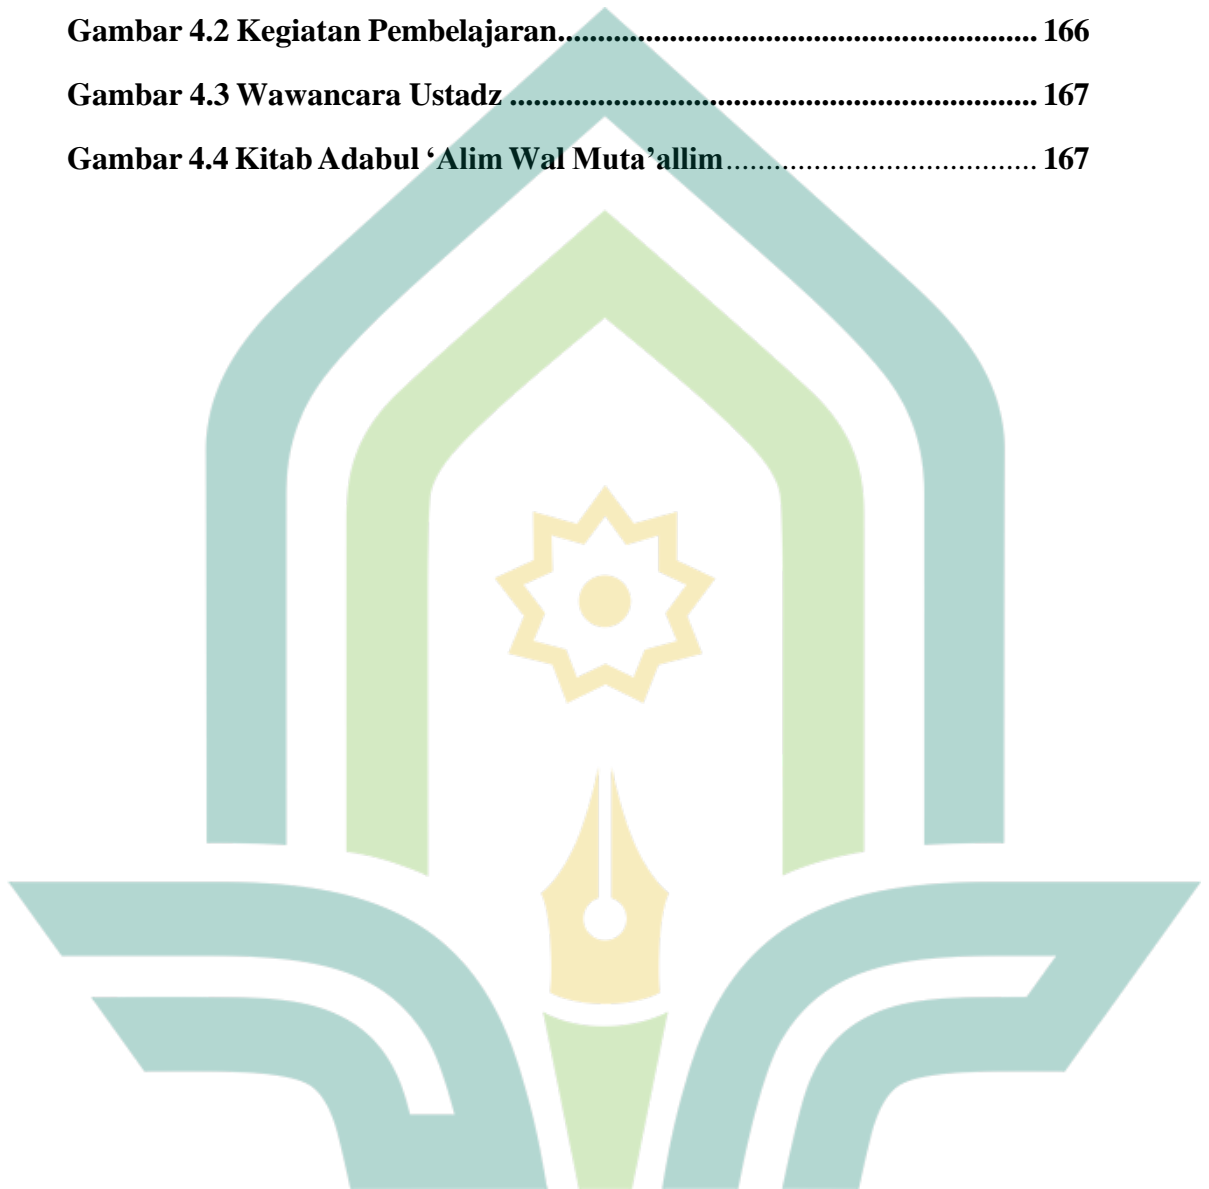 Gambar 4.2 Kegiatan Pembelajaran............................................................. 166
Gambar 4.3 Wawancara Ustadz ................................................................... 167
Gambar 4.4 Kitab Adabul ‘Alim Wal Muta’allim....................................... 167